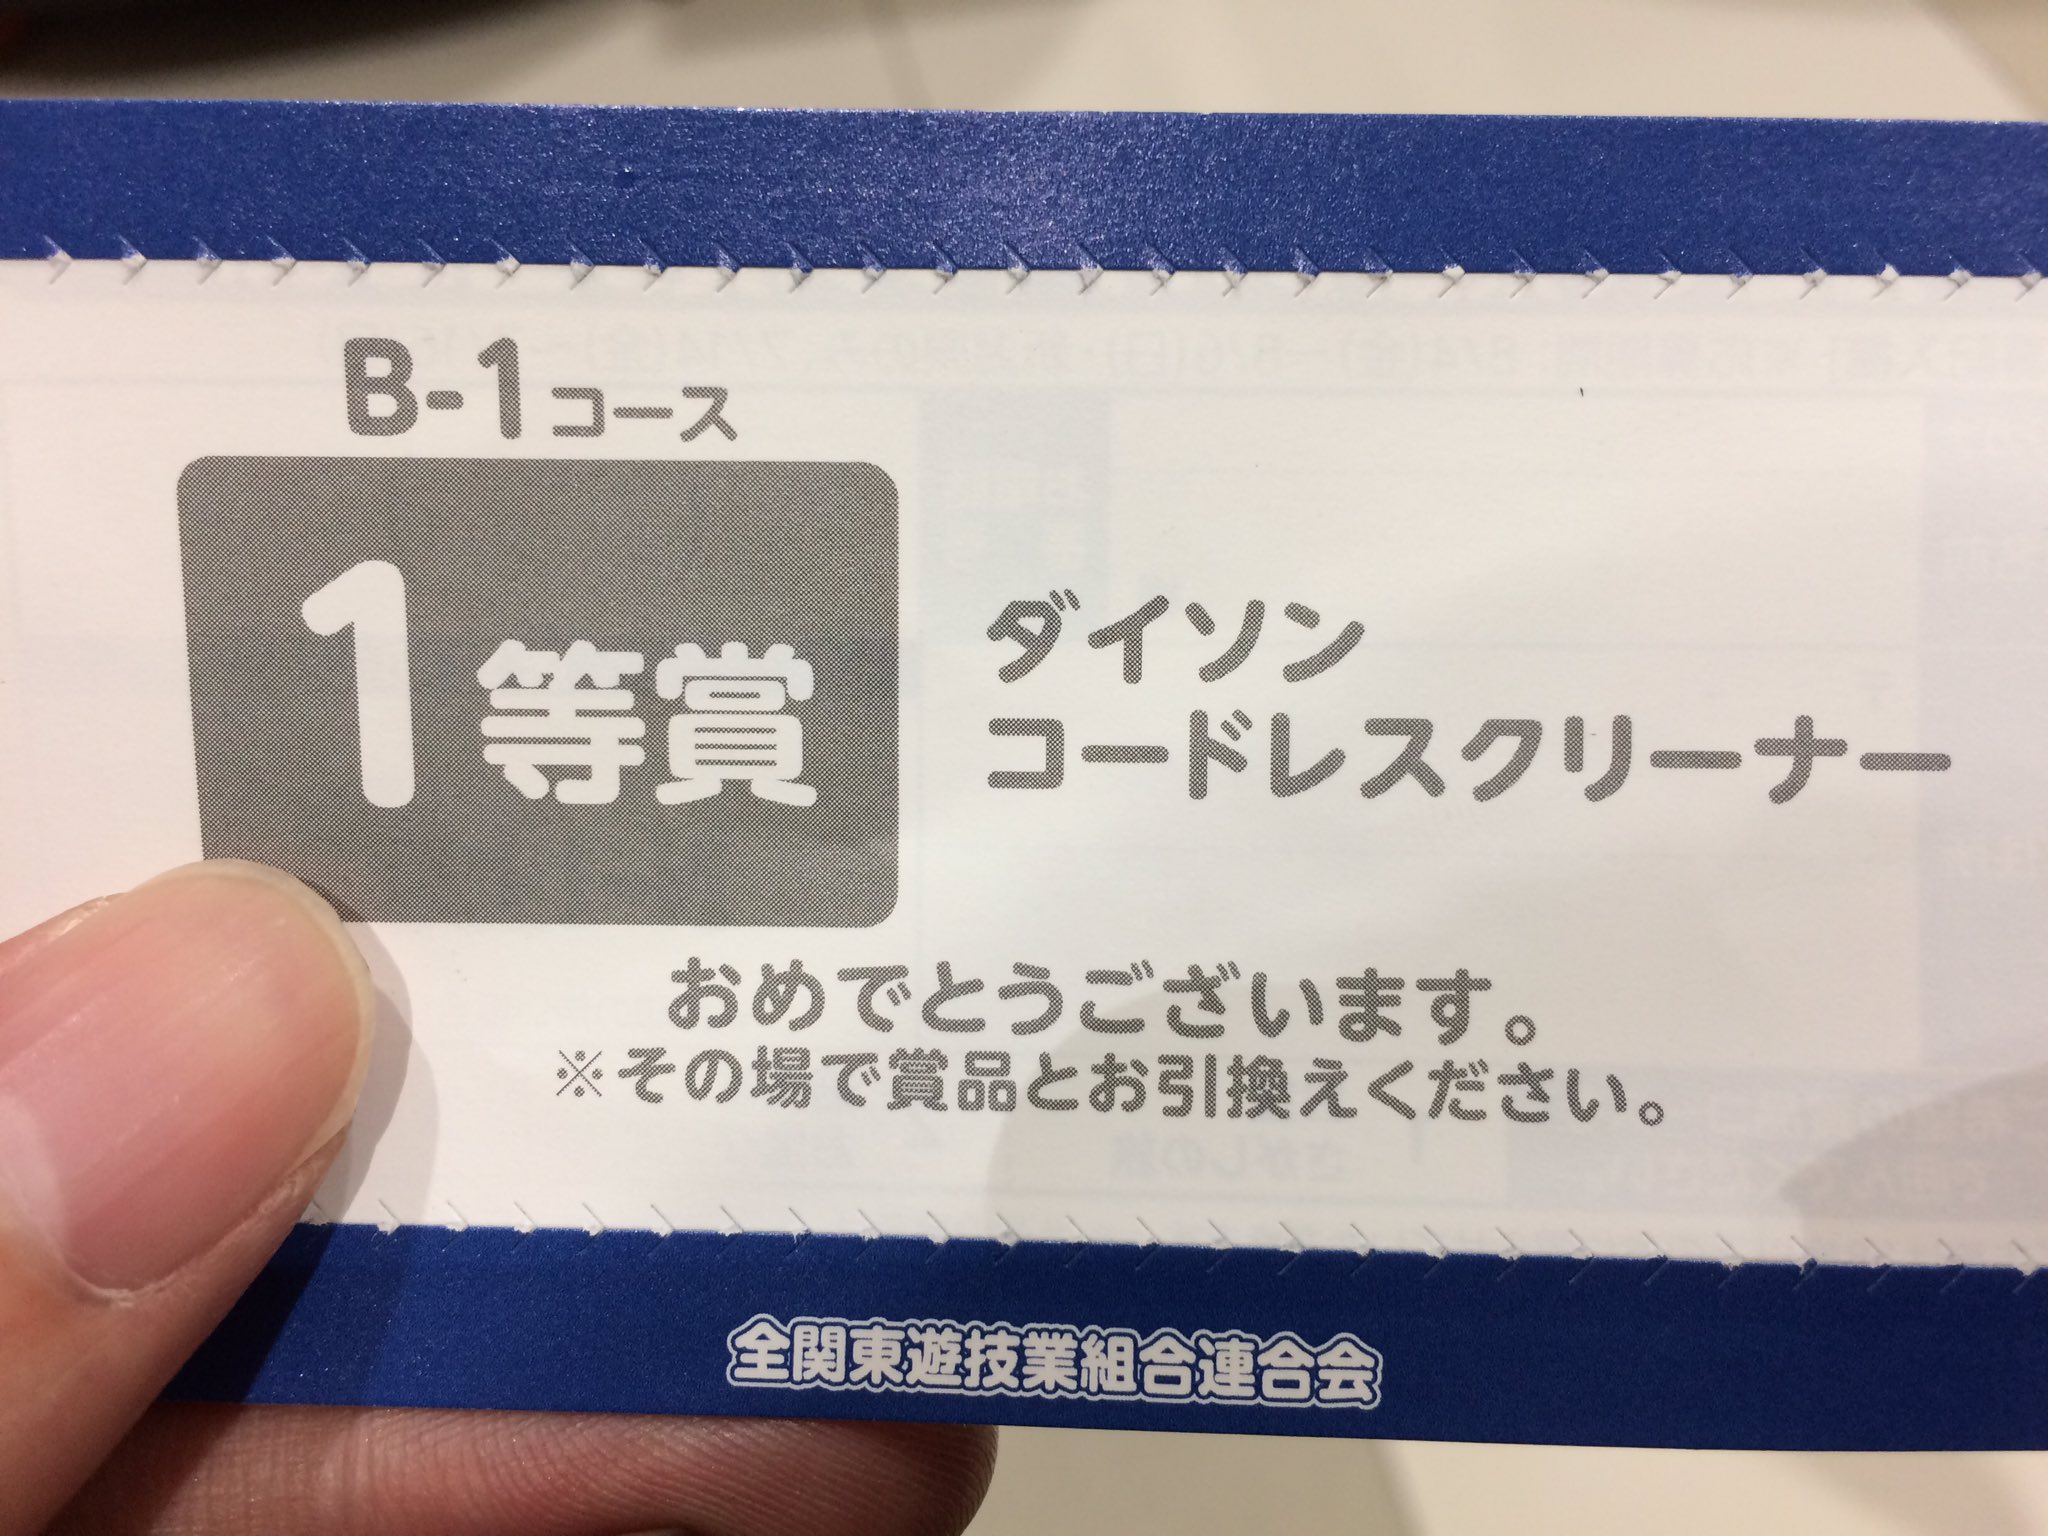 B-1コース
1等賞
ダイソン
コードレスクリーナー
おめでとうございます。
※その場で賞品とお引換えください。
全関東遊技業組合連合会